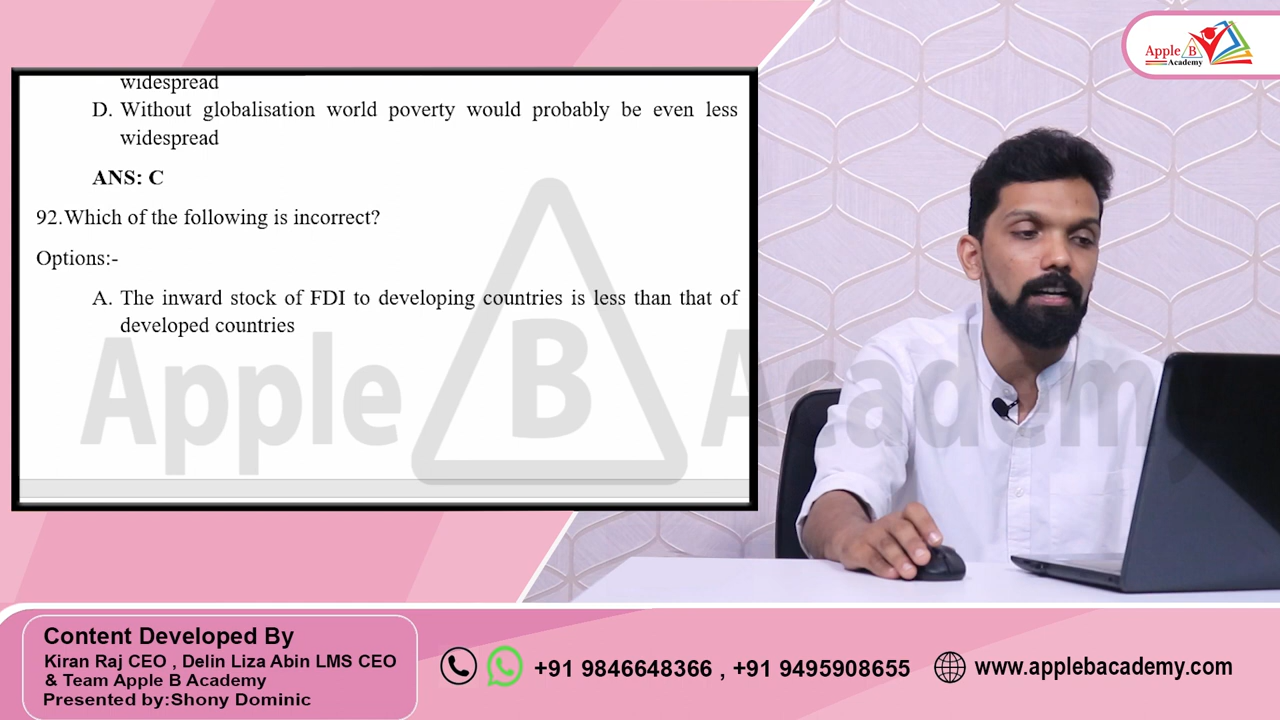 Apple B
Academy
widespread
D. Without globalisation world poverty would probably be even less
widespread
ANS: C
92.Which of the following is incorrect?
Options:-
A. The inward stock of FDI to developing countries is less than that of
developed countries
Apple B Academy
Content Developed By
Kiran Raj CEO , Delin Liza Abin LMS CEO
& Team Apple B Academy
Presented by:Shony Dominic
+91 9846648366 , +91 9495908655
www.applebacademy.com